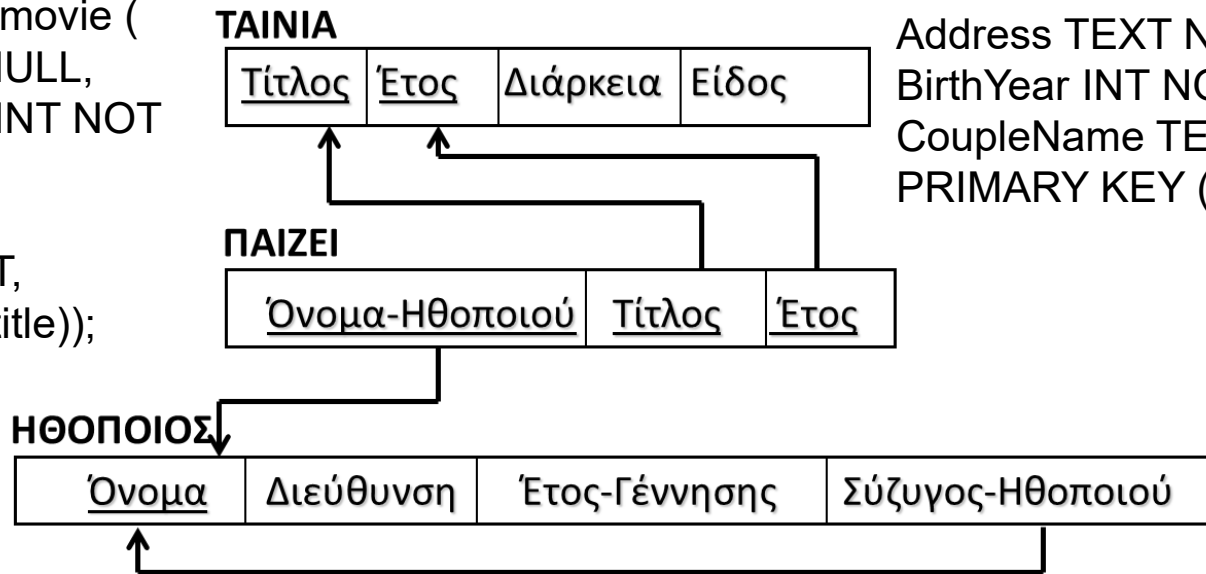 movie (
NULL,
INT NOT
T,
title));
ΤΑΙΝΙΑ
Τίτλος Έτος Διάρκεια Είδος
Address TEXT N
BirthYear INT NO
CoupleName TE
PRIMARY KEY (
ΠΑΙΖΕΙ
Όνομα-Ηθοποιού Τίτλος Έτος
ΗΘΟΠΟΙΟΣ
Όνομα Διεύθυνση Έτος-Γέννησης Σύζυγος-Ηθοποιού